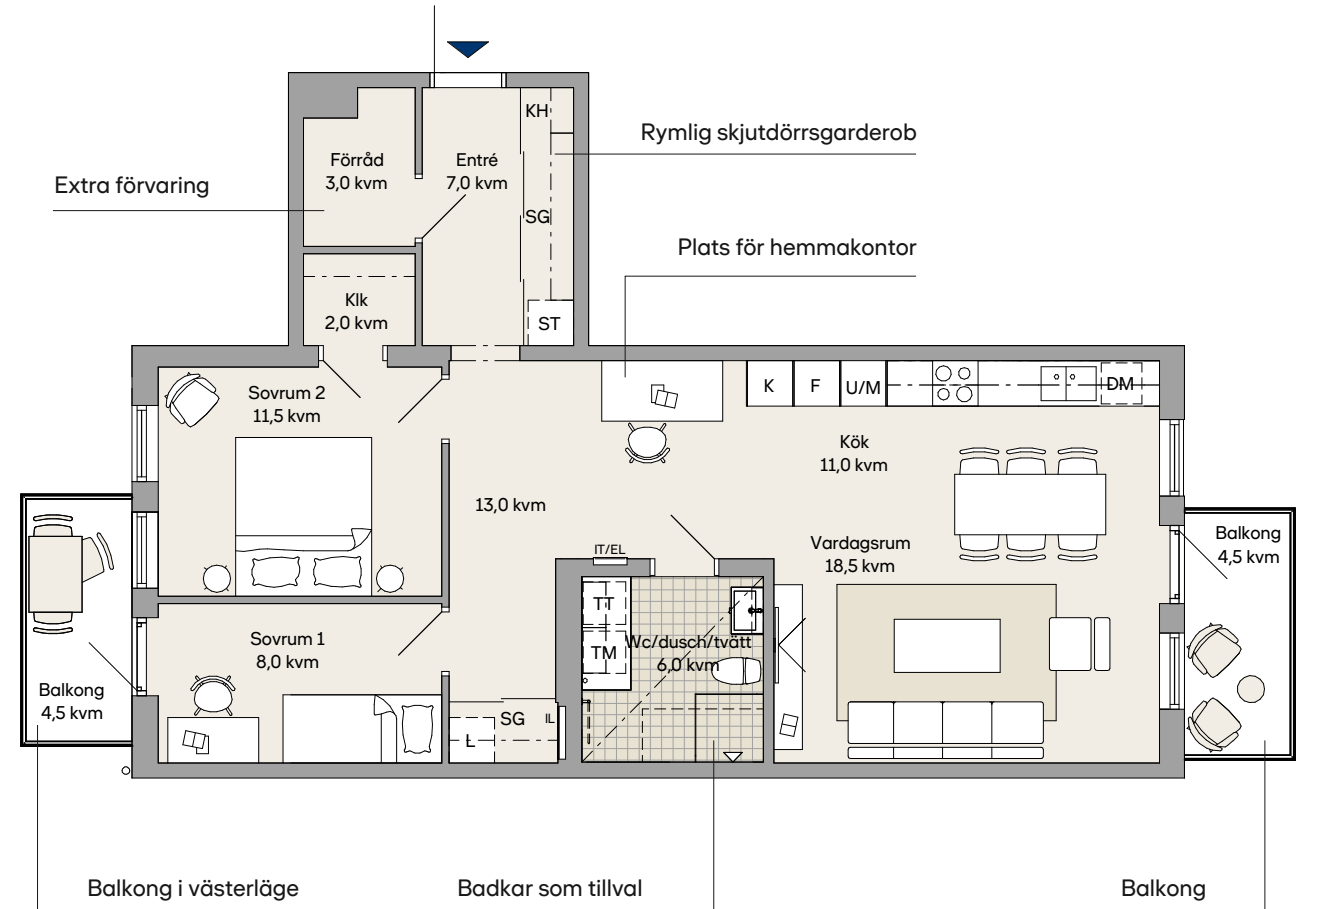 KH
Rymlig skjutdörrsgarderob
Förråd
3,0 kvm
Entré
7,0 kvm
Extra förvaring
SG
Plats för hemmakontor
Klk
2,0 kvm
ST
Sovrum 2
11,5 kvm
K
F
U/M
DM
Kök
11,0 kvm
13,0 kvm
Vardagsrum
18,5 kvm
Balkong
4,5 kvm
IT/EL
TT
TM
Wc/dusch/tvätt
6,0 kvm
Sovrum 1
8,0 kvm
Balkong
4,5 kvm
SG
IL
L
Balkong i västerläge
Badkar som tillval
Balkong